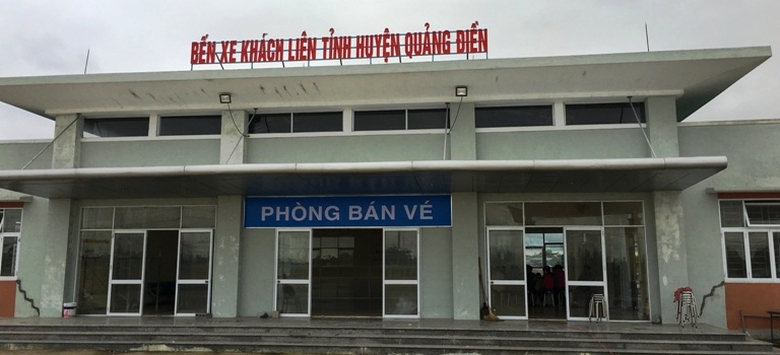 BẾN XE KHÁCH LIÊN TỈNH HUYỆN QUẢNG ĐIỀN
PHÒNG BÁN VÉ